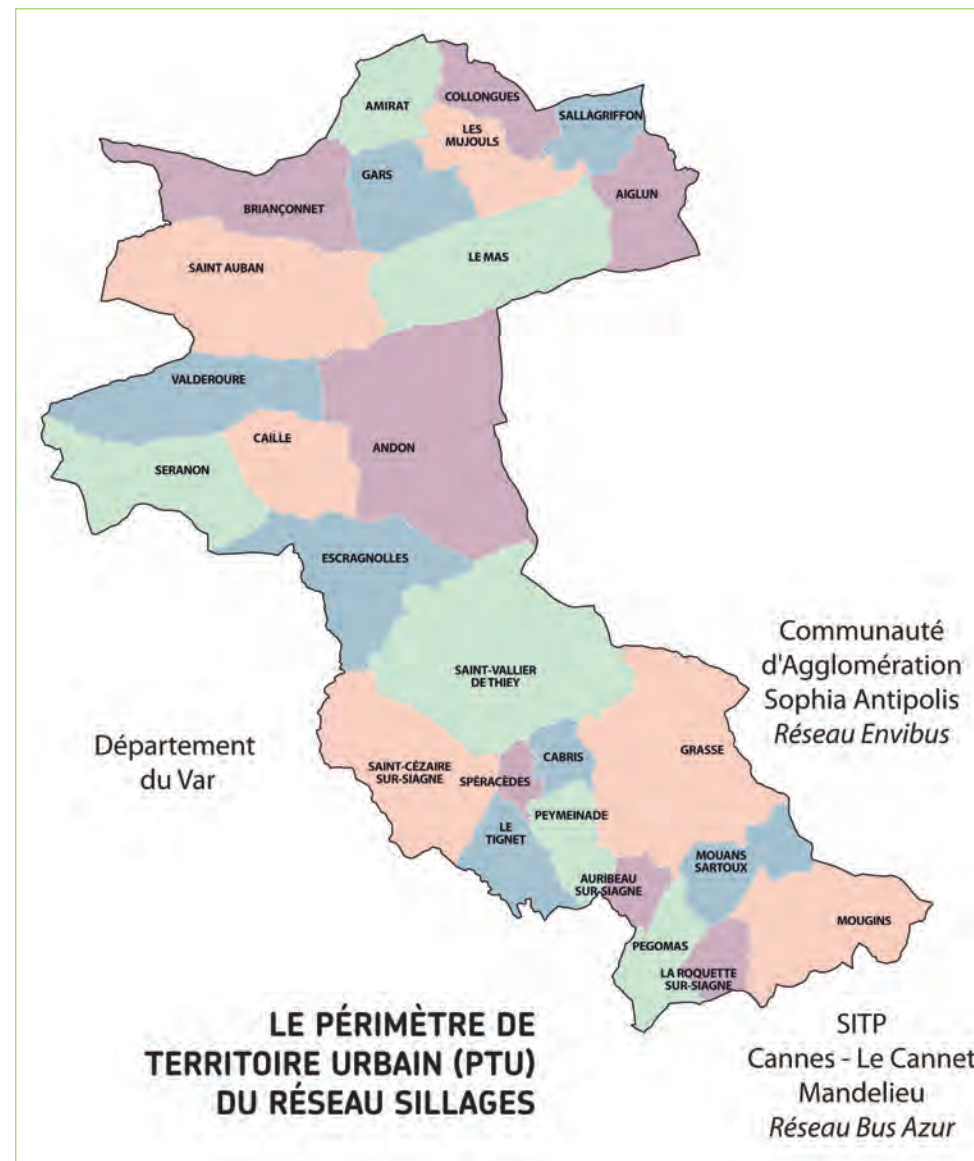 AMIRAT
COLLONGUES
SALLAGRIFFON
LES
MUJOULS
GARS
AIGLUN
BRIANÇONNET
LE MAS
SAINT AUBAN
VALDEROURE
CAILLE
ANDON
SERANON
ESCRAGNOLLES
SAINT-VALLIER
DE THIEY
Communauté
d'Agglomération
Sophia Antipolis
Réseau Envibus
Département
du Var
SAINT-CÉZAIRE
SUR-SIAGNE
SPÉRACÈDES
CABRIS
GRASSE
PEYMEINADE
LE
TIGNET
MOUANS
SARTOUX
AURIBEAU
SUR-SIAGNE
MOUGINS
PEGOMAS
LA ROQUETTE
SUR-SIAGNE
LE PÉRIMÈTRE DE
TERRITOIRE URBAIN (PTU)
DU RÉSEAU SILLAGES
SITP
Cannes - Le Cannet
Mandelieu
Réseau Bus Azur